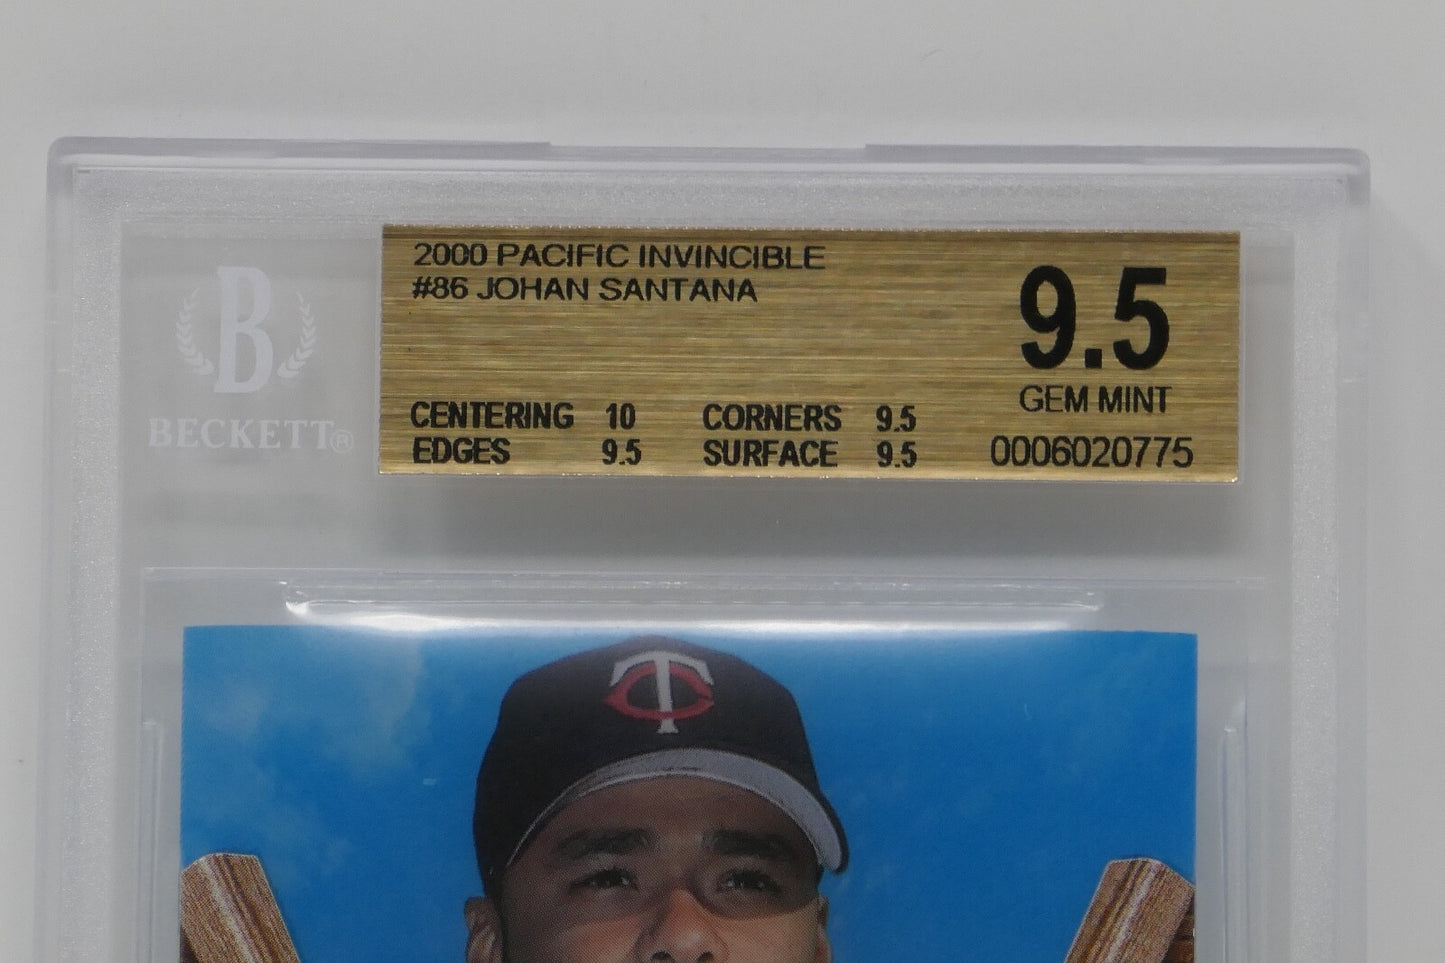 2000 PACIFIC INVINCIBLE
#86 JOHAN SANTANA
9.5
GEM MINT
CENTERING 10 CORNERS 9.5
EDGES 9.5 SURFACE 9.5
0006020775
B
BECKETT®
TC